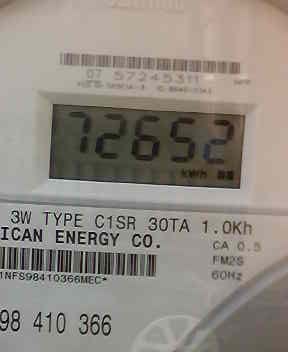 07 57245311
72652
kWh
3W TYPE C1SR 30TA 1.0Kh
ICAN ENERGY CO.
CA 0.5
FM2S
60Hz
1NFS98410366MEC*
98 410 366